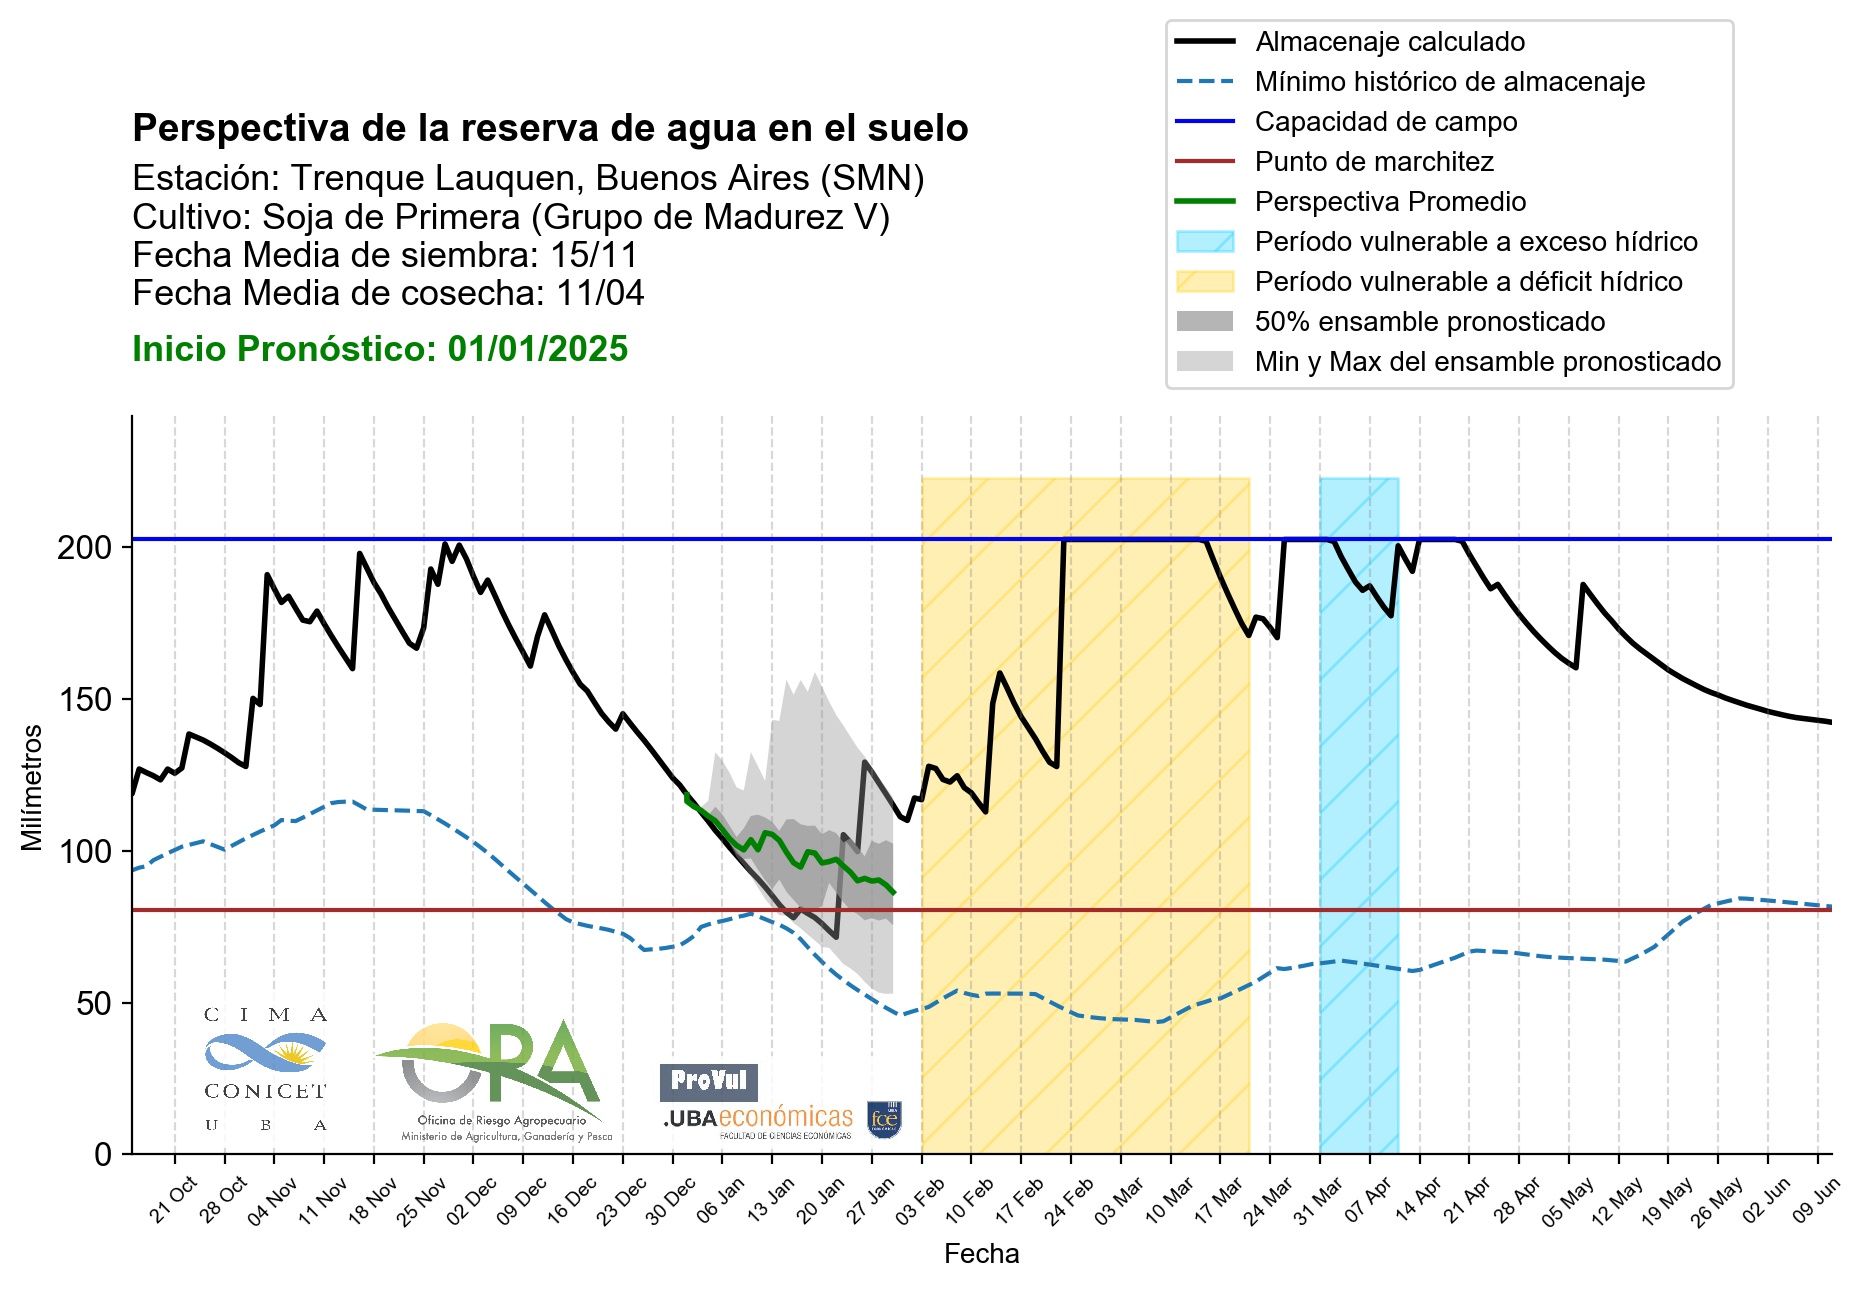 Almacenaje calculado
Mínimo histórico de almacenaje
Capacidad de campo
Punto de marchitez
Perspectiva Promedio
Período vulnerable a exceso hídrico
Período vulnerable a déficit hídrico
50% ensamble pronosticado
Min y Max del ensamble pronosticado
Perspectiva de la reserva de agua en el suelo
Estación: Trenque Lauquen, Buenos Aires (SMN)
Cultivo: Soja de Primera (Grupo de Madurez V)
Fecha Media de siembra: 15/11
Fecha Media de cosecha: 11/04
Inicio Pronóstico: 01/01/2025
Milímetros
200
150
100
50
0
C I M A
CONICET
U B A
ORA
Oficina de Riesgo Agropecuario
Ministerio de Agricultura, Ganadería y Pesca
ProVul
.UBAeconómicas
FACULTAD DE CIENCIAS ECONÓMICAS
UBA
fce
ECONÓMICAS
21 Oct
28 Oct
04 Nov
11 Nov
18 Nov
25 Nov
02 Dec
09 Dec
16 Dec
23 Dec
30 Dec
06 Jan
13 Jan
20 Jan
27 Jan
03 Feb
10 Feb
17 Feb
24 Feb
03 Mar
10 Mar
17 Mar
24 Mar
31 Mar
07 Apr
14 Apr
21 Apr
28 Apr
05 May
12 May
19 May
26 May
02 Jun
09 Jun
Fecha